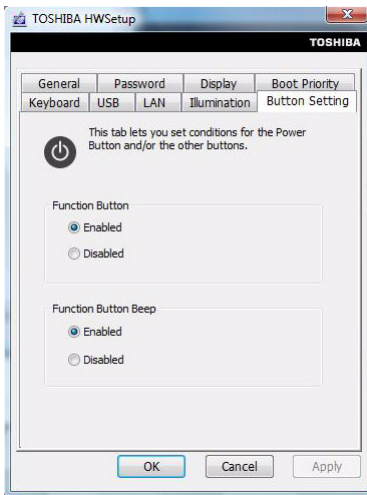 TOSHIBA HWSetup
TOSHIBA
General Password Display Boot Priority
Keyboard USB LAN Illumination Button Setting
This tab lets you set conditions for the Power
Button and/or the other buttons.
Function Button
Enabled
Disabled
Function Button Beep
Enabled
Disabled
OK Cancel Apply